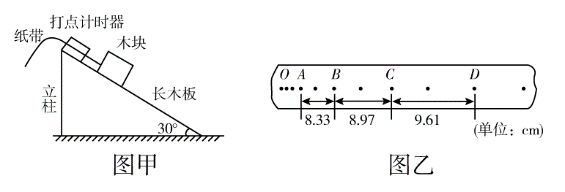 打点计时器
纸带
木块
立柱
长木板
30°
图甲
O A B C D
8.33 8.97 9.61
(单位：cm)
图乙